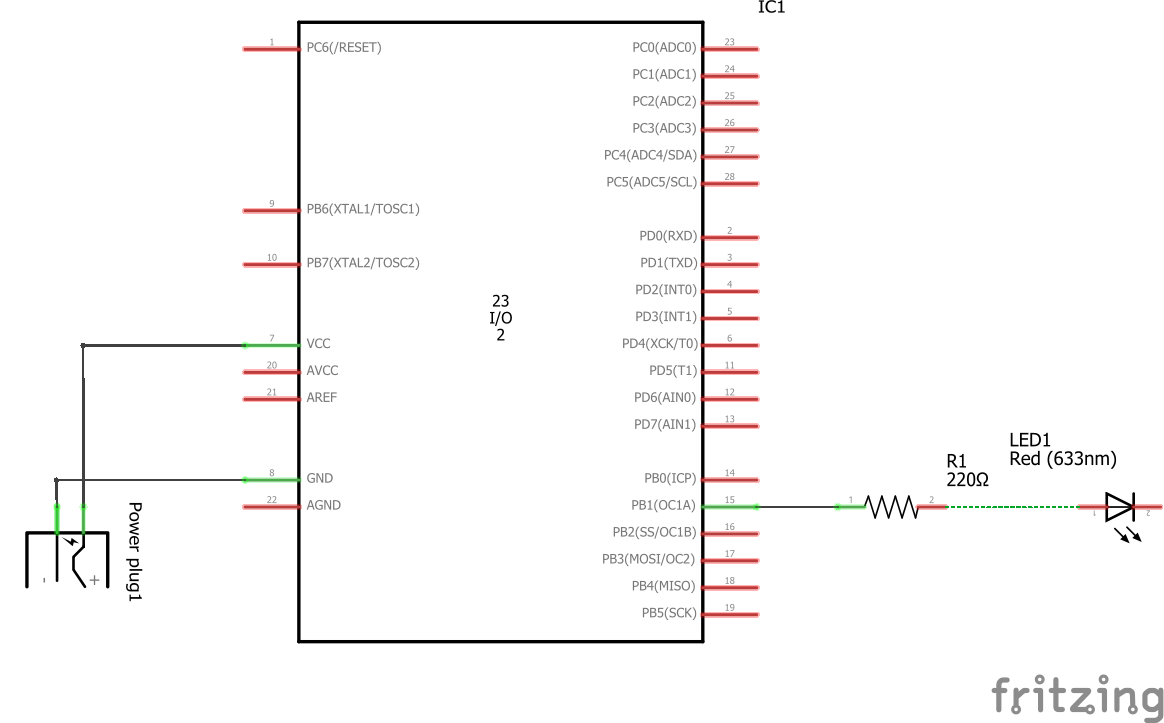 IC1
1 PC6(/RESET) PC0(ADC0) 23
PC1(ADC1) 24
PC2(ADC2) 25
PC3(ADC3) 26
PC4(ADC4/SDA) 27
PC5(ADC5/SCL) 28
9 PB6(XTAL1/TOSC1)
PD0(RXD) 2
10 PB7(XTAL2/TOSC2) PD1(TXD) 3
PD2(INT0) 4
23
I/O
2
PD3(INT1) 5
7 VCC PD4(XCK/T0) 6
20 AVCC PD5(T1) 11
21 AREF PD6(AIN0) 12
PD7(AIN1) 13
8 GND PB0(ICP) 14
22 AGND PB1(OC1A) 15
PB2(SS/OC1B) 16
PB3(MOSI/OC2) 17
PB4(MISO) 18
PB5(SCK) 19
R1
220Ω
1 2
LED1
Red (633nm)
1 2
Power plug1
- +
fritzing